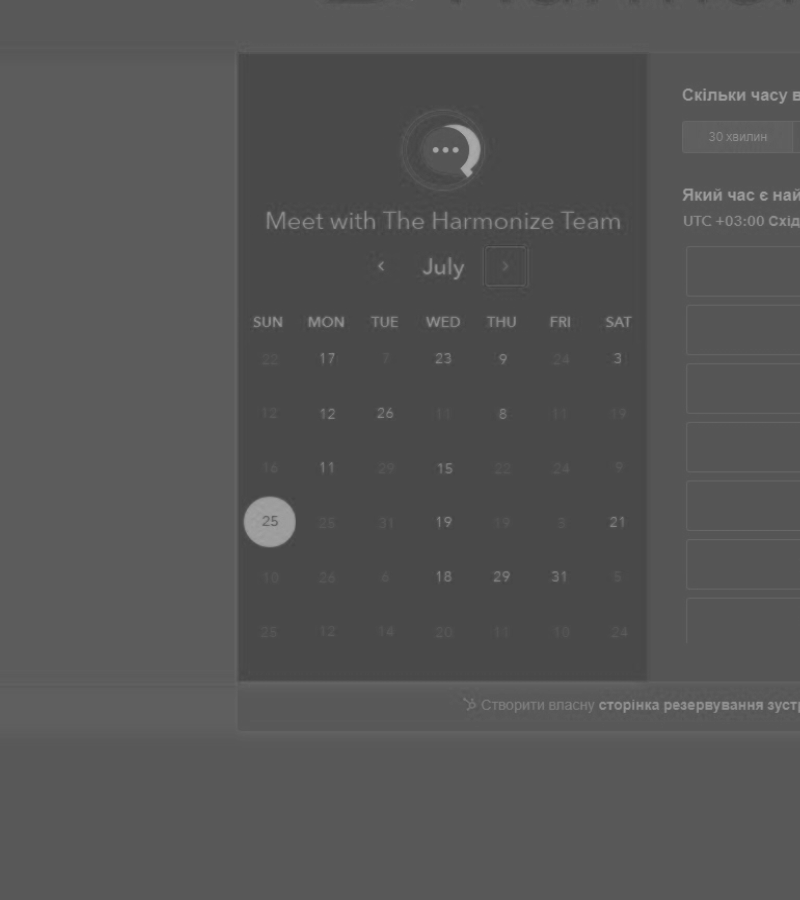 Meet with The Harmonize Team
July
SUN MON TUE WED THU FRI SAT
22 17 7 23 9 24 3
12 12 26 11 8 11 19
16 11 29 15 22 24 9
25 25 31 19 19 3 21
10 26 6 18 29 31 5
25 12 14 20 11 10 24
Скільки часу в
30 хвилин
Який час є най
UTC +03:00 Схід
Створити власну сторінка резервування зуст